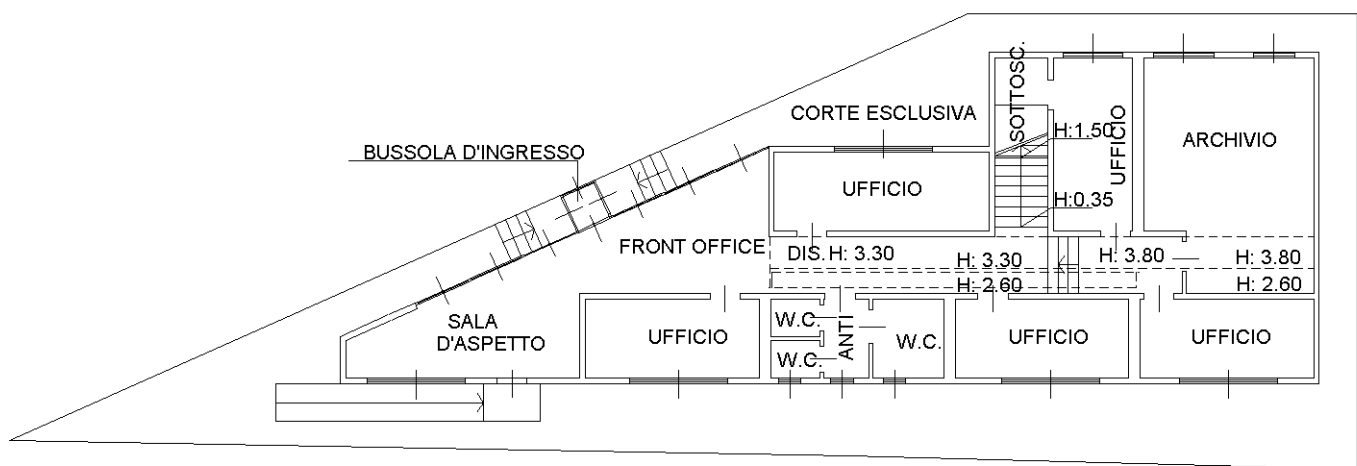 SOTTOSC.
CORTE ESCLUSIVA
H:1.50
UFFICIO
ARCHIVIO
BUSSOLA D'INGRESSO
UFFICIO
H:0.35
FRONT OFFICE
DIS. H: 3.30
H: 3.30
H: 3.80
H: 3.80
H: 2.60
H: 2.60
SALA
D'ASPETTO
UFFICIO
W.C.
W.C.
ANTI
W.C.
UFFICIO
UFFICIO